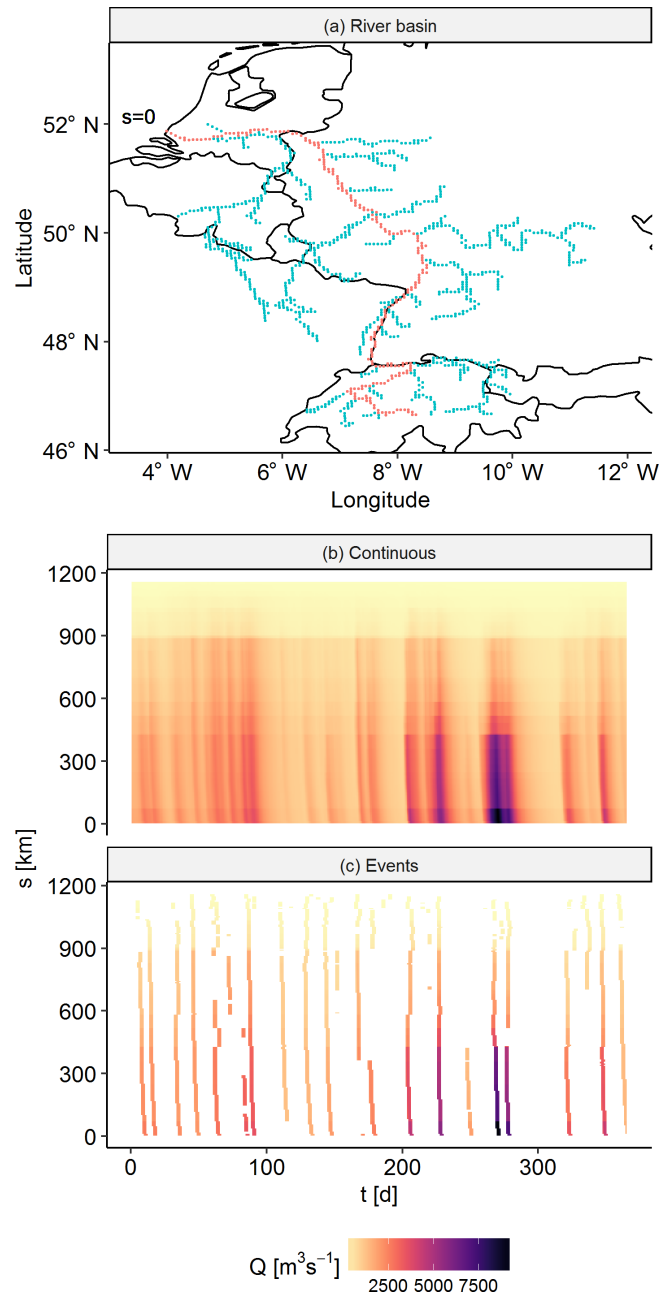 (a) River basin
s=0
52° N
50° N
48° N
46° N
Latitude
4° W 6° W 8° W 10° W 12° W
Longitude
(b) Continuous
1200
900
600
300
0
s [km]
(c) Events
1200
900
600
300
0
0 100 200 300
t [d]
Q [m³s⁻¹]
2500 5000 7500